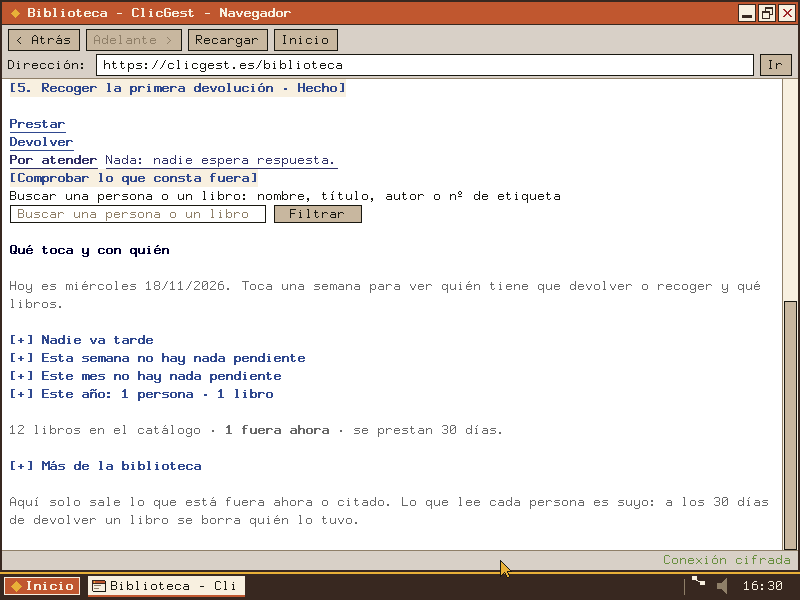 Biblioteca - ClicGest - Navegador
< Atrás Adelante > Recargar Inicio
Dirección: https://clicgest.es/biblioteca Ir
[5. Recoger la primera devolución · Hecho]
Prestar
Devolver
Por atender Nada: nadie espera respuesta.
[Comprobar lo que consta fuera]
Buscar una persona o un libro: nombre, título, autor o nº de etiqueta
Buscar una persona o un libro Filtrar
Qué toca y con quién
Hoy es miércoles 18/11/2026. Toca una semana para ver quién tiene que devolver o recoger y qué
libros.
[+] Nadie va tarde
[+] Esta semana no hay nada pendiente
[+] Este mes no hay nada pendiente
[+] Este año: 1 persona · 1 libro
12 libros en el catálogo · 1 fuera ahora · se prestan 30 días.
[+] Más de la biblioteca
Aquí solo sale lo que está fuera ahora o citado. Lo que lee cada persona es suyo: a los 30 días
de devolver un libro se borra quién lo tuvo.
Conexión cifrada
Inicio Biblioteca - Cli 16:30